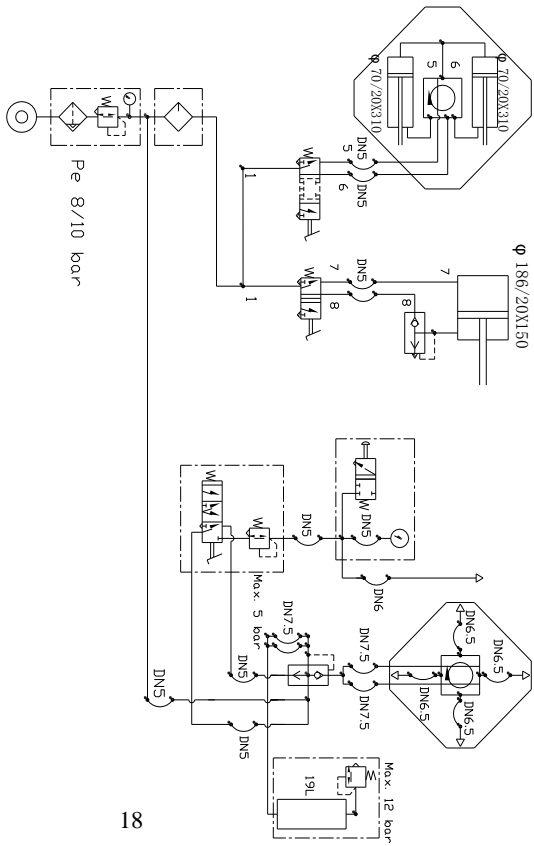 φ 70/20X310
5
6
φ 70/20X310
DN5
5
6
DN5
1
1
Pe 8/10 bar
φ 186/20X150
7
8
DN5
7
8
DN5
DN5
DN6
Max. 5 bar
DN7.5
DN5
DN5
DN5
DN7.5
DN7.5
DN6.5
DN6.5
DN6.5
DN6.5
Max. 12 bar
19L
18